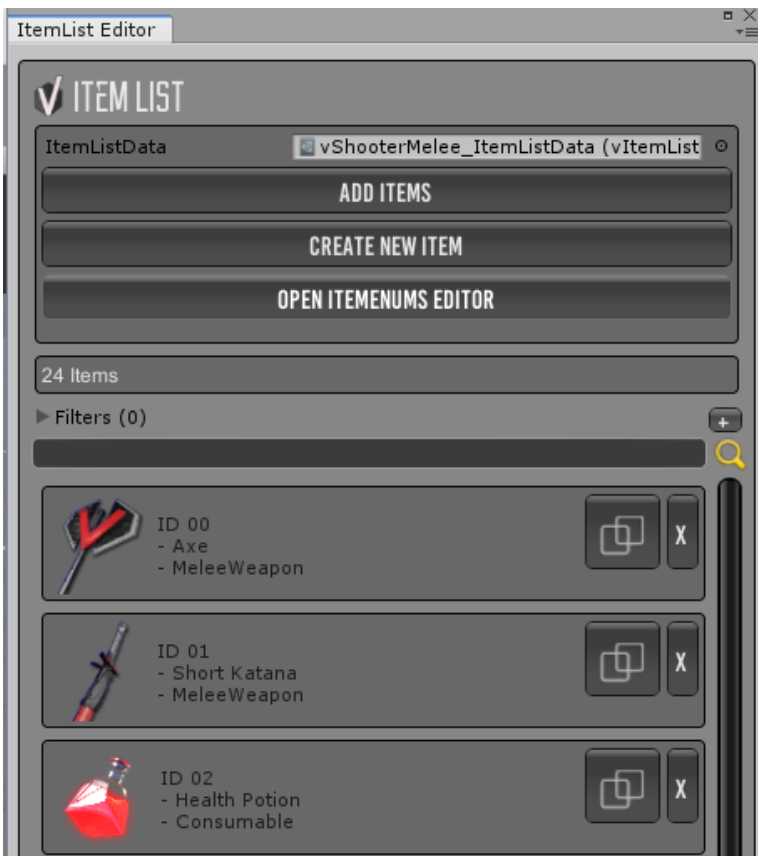 ItemList Editor
ITEM LIST
ItemListData vShooterMelee_ItemListData (vItemList
ADD ITEMS
CREATE NEW ITEM
OPEN ITEMENUMS EDITOR
24 Items
Filters (0)
+
ID 00
- Axe
- MeleeWeapon
X
ID 01
- Short Katana
- MeleeWeapon
X
ID 02
- Health Potion
- Consumable
X